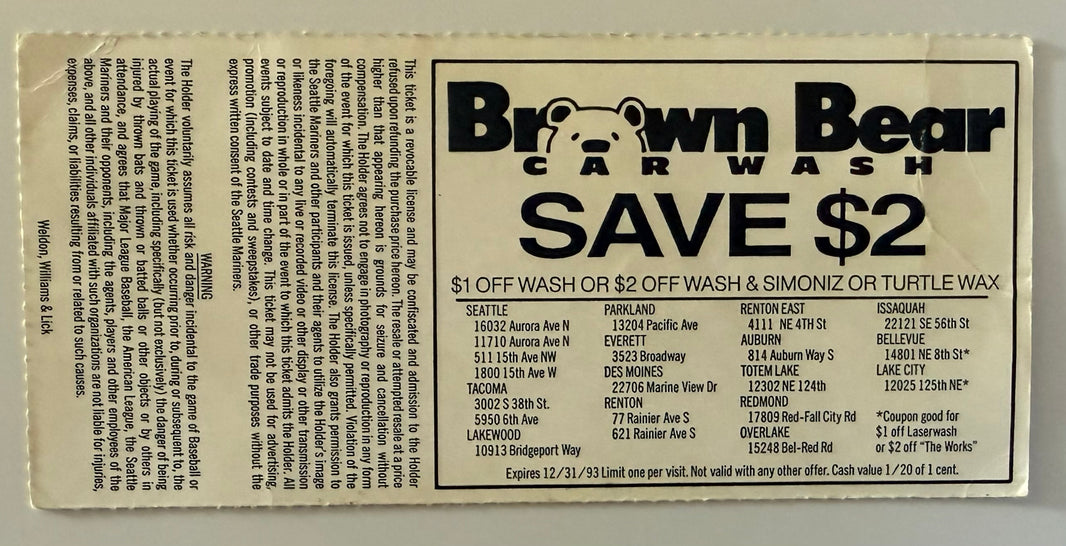 Brown Bear
CAR WASH
SAVE $2
$1 OFF WASH OR $2 OFF WASH & SIMONIZ OR TURTLE WAX
SEATTLE
16032 Aurora Ave N
11710 Aurora Ave N
511 15th Ave NW
1800 15th Ave W
TACOMA
3002 S 38th St.
5950 6th Ave
LAKEWOOD
10913 Bridgeport Way
PARKLAND
13204 Pacific Ave
EVERETT
3523 Broadway
DES MOINES
22706 Marine View Dr
RENTON
77 Rainier Ave S
621 Rainier Ave S
RENTON EAST
4111 NE 4TH St
AUBURN
814 Auburn Way S
TOTEM LAKE
12302 NE 124th
REDMOND
17809 Red-Fall City Rd
OVERLAKE
15248 Bel-Red Rd
ISSAQUAH
22121 SE 56th St
BELLEVUE
14801 NE 8th St*
LAKE CITY
12025 125th NE*
*Coupon good for
$1 off Laserwash
or $2 off "The Works"
Expires 12/31/93 Limit one per visit. Not valid with any other offer. Cash value 1/20 of 1 cent.
This ticket is a revocable license and may be confiscated and admission to the Holder
refused upon refunding the purchase price hereon. The resale or attempted resale at a price
higher than that appearing hereon is grounds for seizure and cancellation without
compensation. The Holder agrees not to engage in photography or reproduction in any form
of the event for which this ticket is issued, unless specifically permitted. Violation of the
foregoing will automatically terminate this license. The Holder also grants permission to
the Seattle Mariners and other participants and their agents to utilize the Holder's image
or likeness incidental to any live or recorded video or other display or other transmission
or reproduction in whole or in part of the event to which this ticket admits the Holder. All
events subject to date and time change. This ticket may not be used for advertising,
promotion (including contests and sweepstakes), or other trade purposes without the
express written consent of the Seattle Mariners.
WARNING
The Holder voluntarily assumes all risk and danger incidental to the game of Baseball or
event for which this ticket is used whether occurring prior to, during or subsequent to, the
actual playing of the game, including specifically (but not exclusively) the danger of being
injured by thrown bats and thrown or batted balls or other objects or by others in
attendance, and agrees that Major League Baseball, the American League, the Seattle
Mariners and their opponents, including the agents, players and other employees of the
above, and all other individuals affiliated with such organizations are not liable for injuries,
expenses, claims, or liabilities resulting from or related to such causes.
Weldon, Williams & Lick